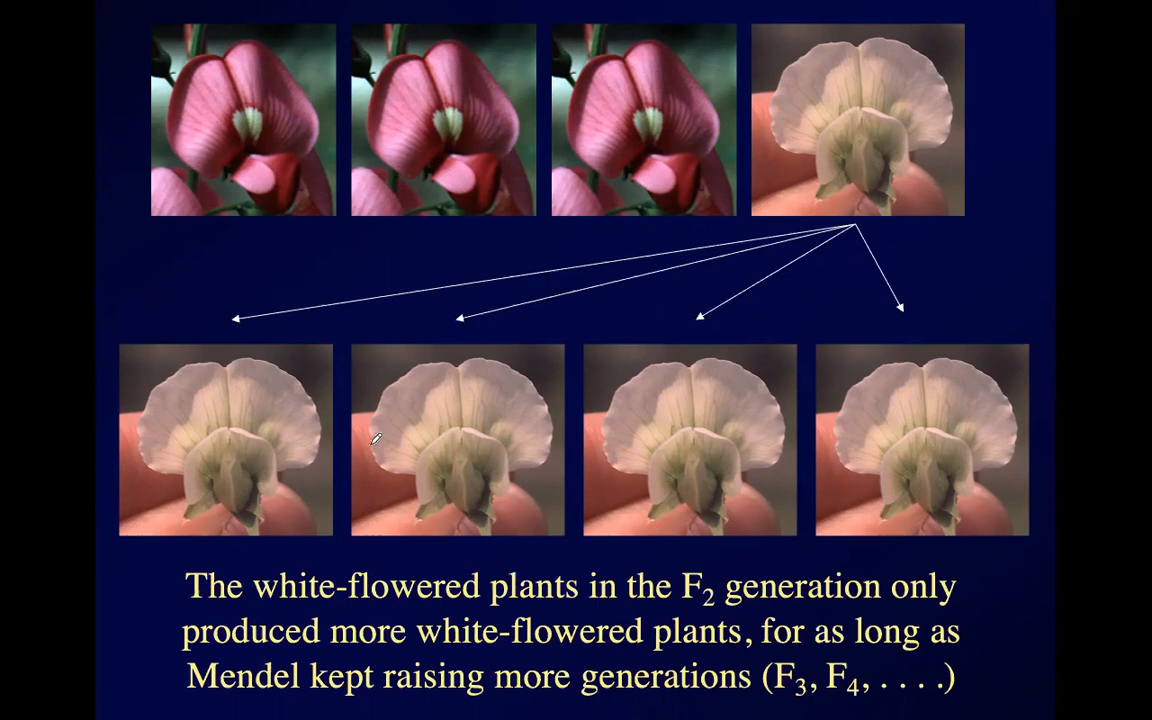 The white-flowered plants in the F₂ generation only
produced more white-flowered plants, for as long as
Mendel kept raising more generations (F₃, F₄, . . . .)